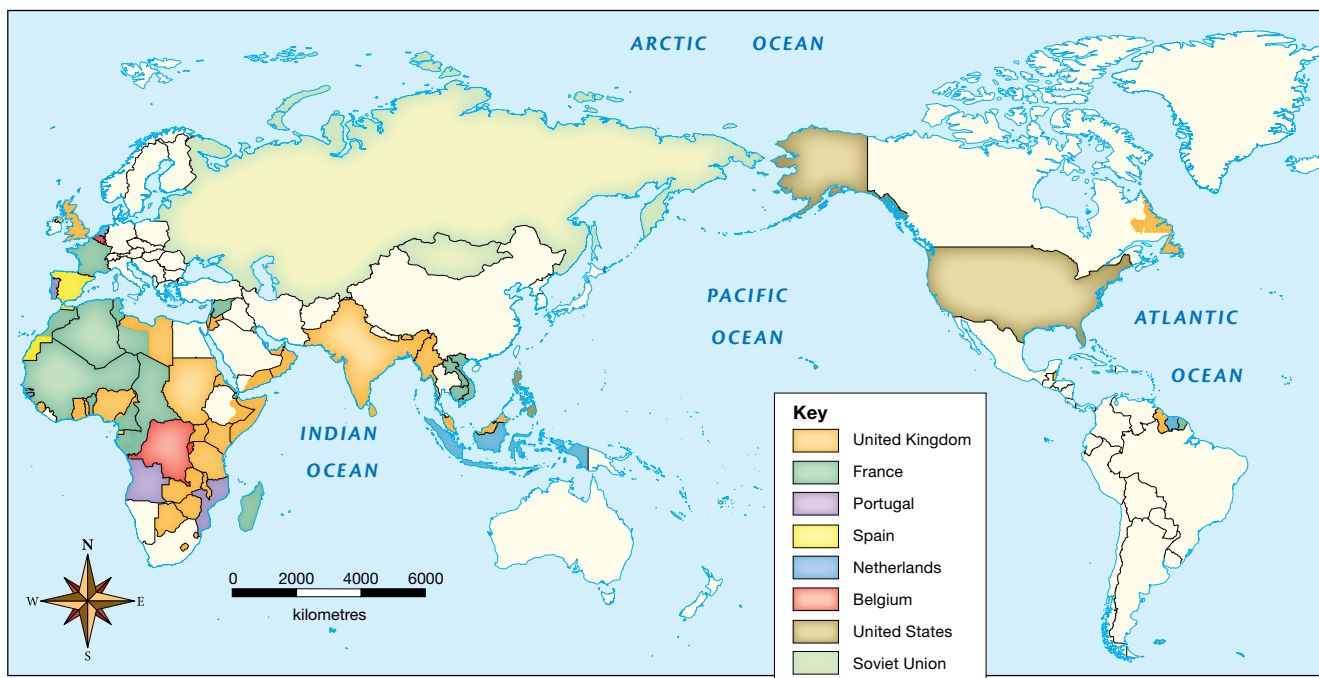 ARCTIC OCEAN
PACIFIC
OCEAN
ATLANTIC
OCEAN
INDIAN
OCEAN
Key
United Kingdom
France
Portugal
Spain
Netherlands
Belgium
United States
Soviet Union
N
W E
S
0 2000 4000 6000
kilometres